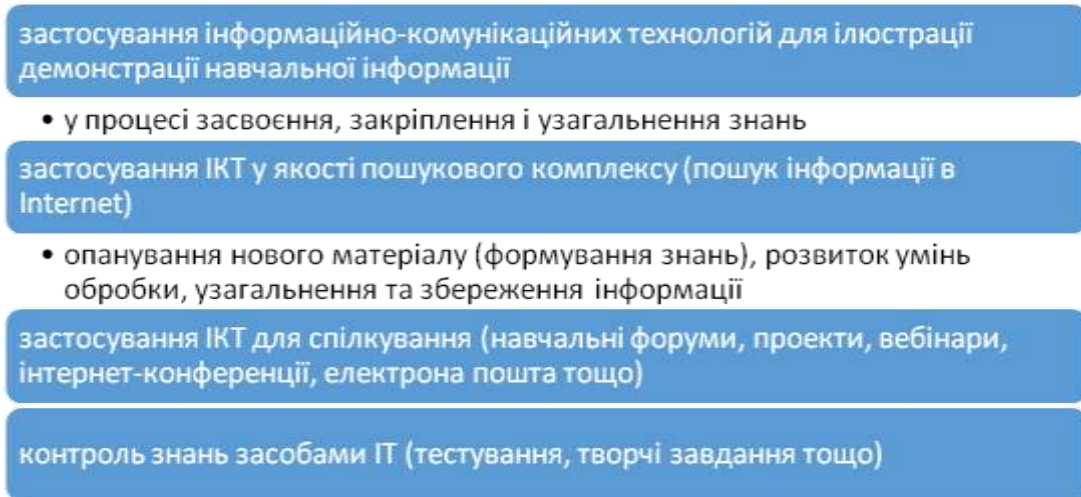 застосування інформаційно-комунікаційних технологій для ілюстрації
демонстрації навчальної інформації
• у процесі засвоєння, закріплення і узагальнення знань
застосування ІКТ у якості пошукового комплексу (пошук інформації в
Internet)
• опанування нового матеріалу (формування знань), розвиток умінь
обробки, узагальнення та збереження інформації
застосування ІКТ для спілкування (навчальні форуми, проекти, вебінари,
інтернет-конференції, електрона пошта тощо)
контроль знань засобами ІТ (тестування, творчі завдання тощо)